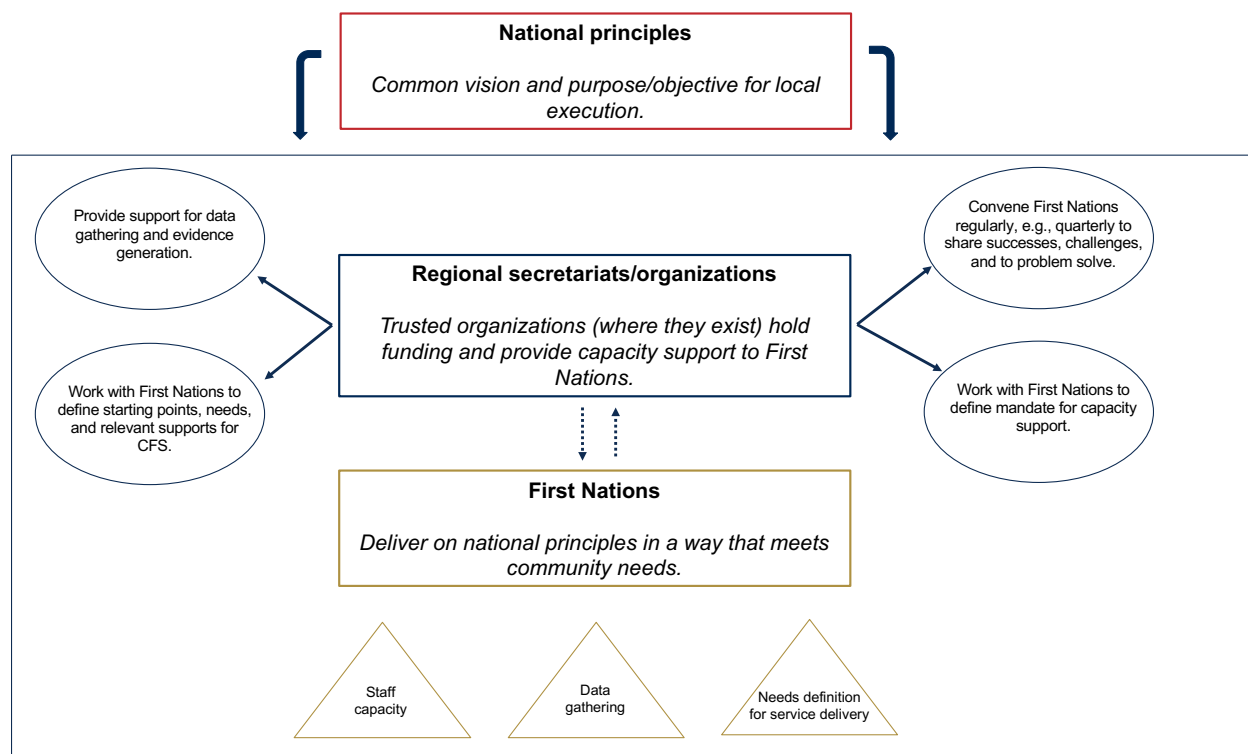 National principles
Common vision and purpose/objective for local
execution.
Provide support for data
gathering and evidence
generation.
Convene First Nations
regularly, e.g., quarterly to
share successes, challenges,
and to problem solve.
Regional secretariats/organizations
Trusted organizations (where they exist) hold
funding and provide capacity support to First
Nations.
Work with First Nations to
define starting points, needs,
and relevant supports for
CFS.
Work with First Nations to
define mandate for capacity
support.
First Nations
Deliver on national principles in a way that meets
community needs.
Staff
capacity
Data
gathering
Needs definition
for service delivery